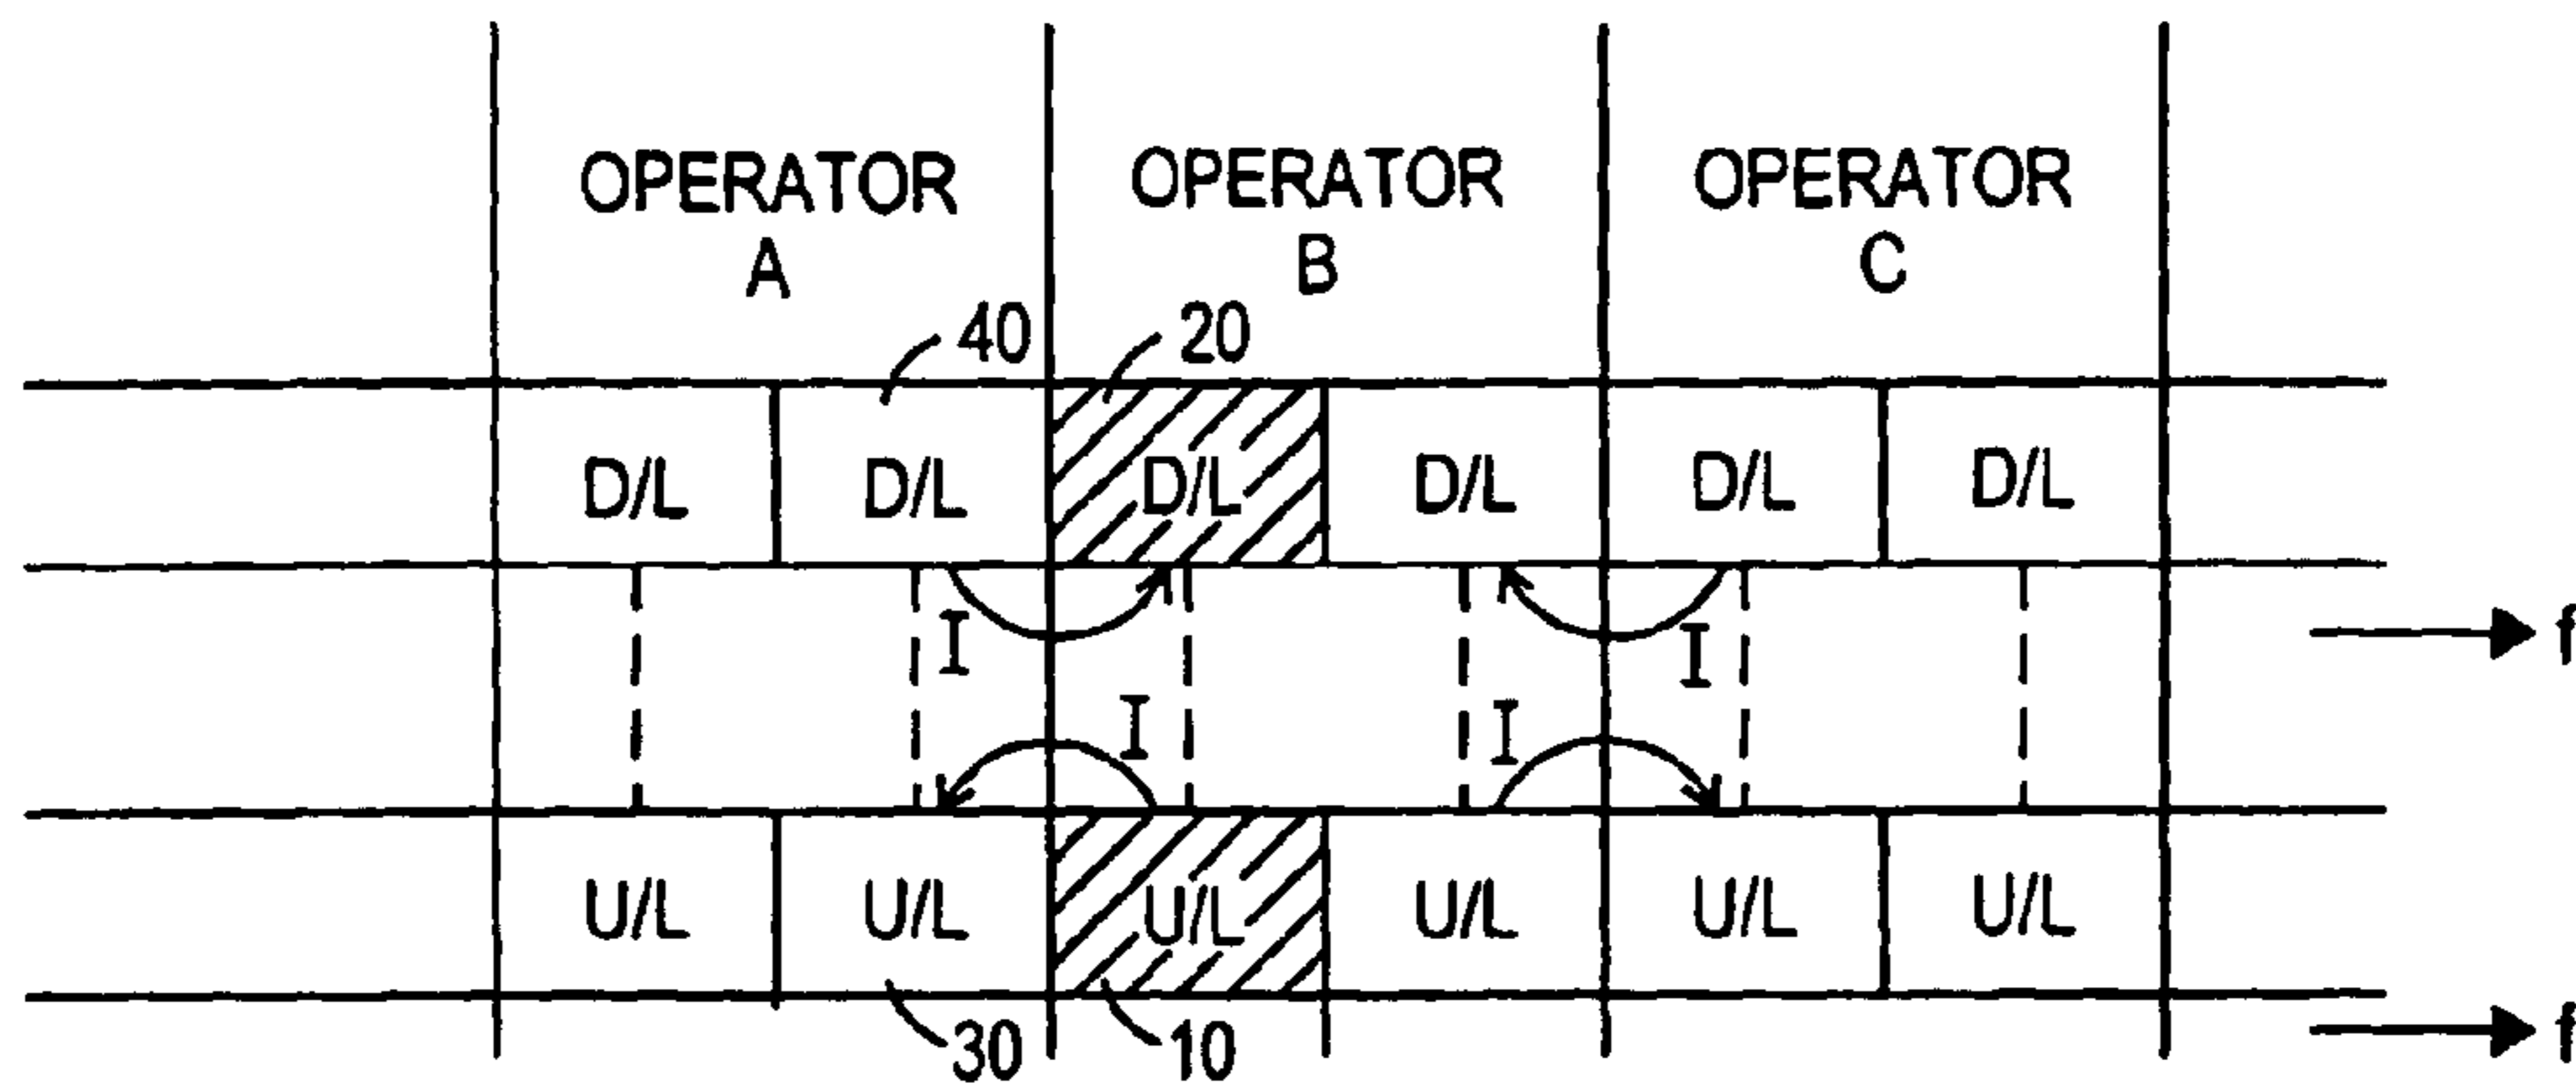 OPERATOR A
OPERATOR B
OPERATOR C
40
20
D/L D/L D/L D/L D/L D/L
I I
f
I I
U/L U/L U/L U/L U/L U/L
30
10
f